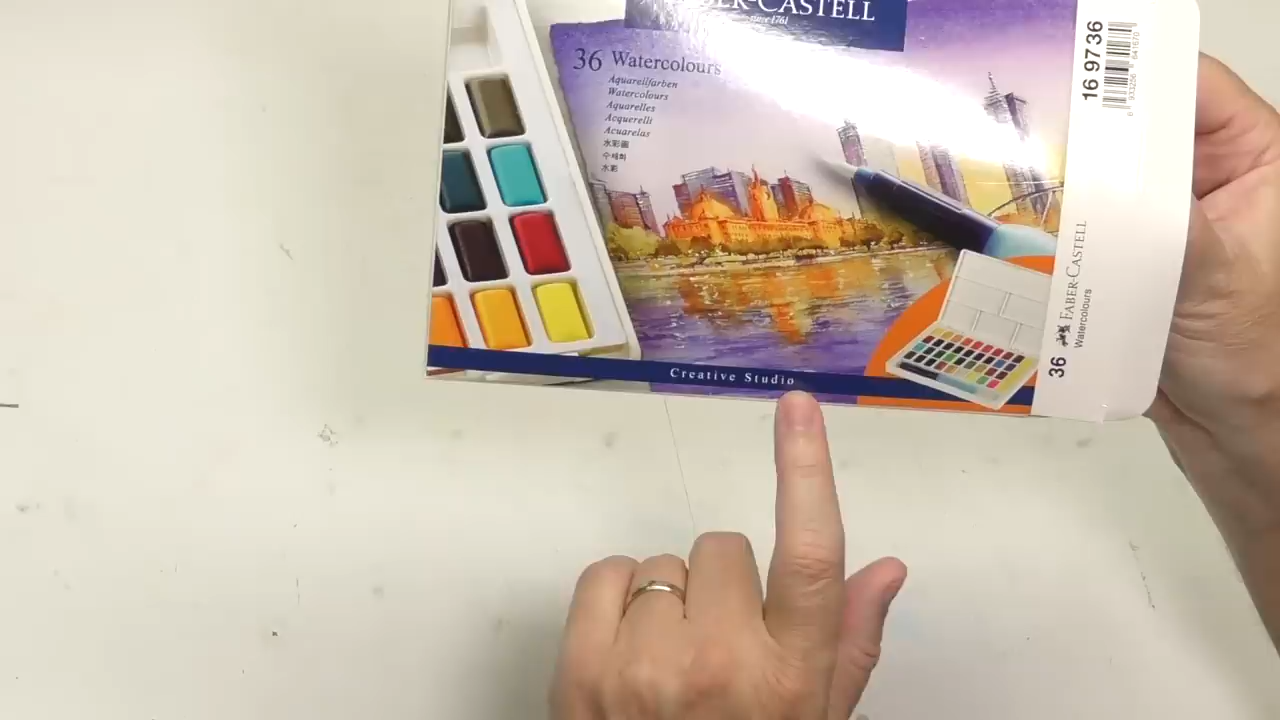 BER-CASTELL
since 1761
36 Watercolours
Aquarellfarben
Watercolours
Aquarelles
Acquerelli
Acuarelas
水彩画
수채화
水彩
Creative Studio
16 97 36
36 FABER-CASTELL
Watercolours